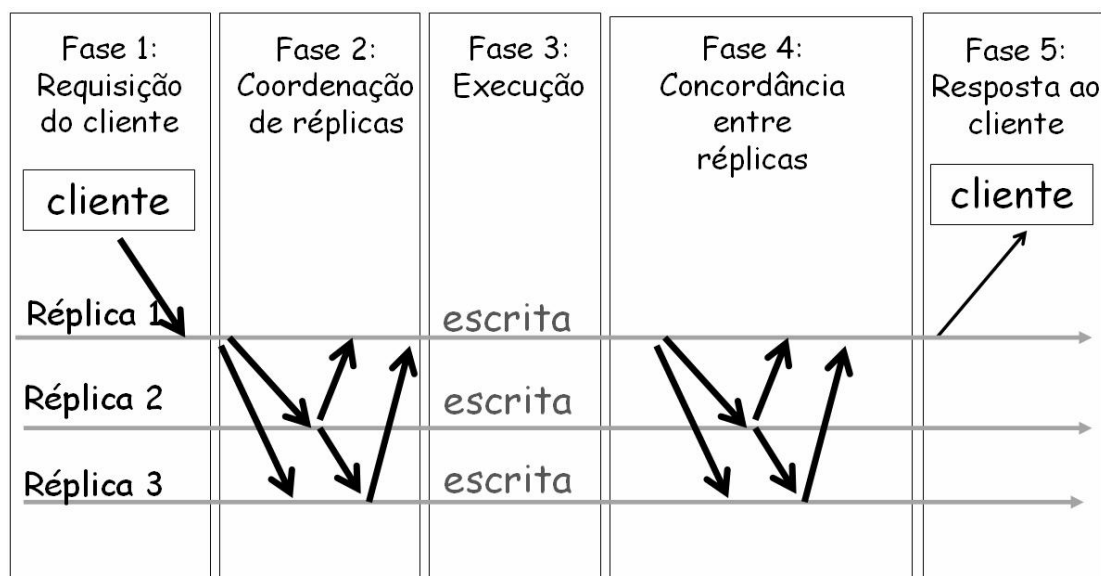 Fase 1:
Requisição
do cliente
Fase 2:
Coordenação
de réplicas
Fase 3:
Execução
Fase 4:
Concordância
entre
réplicas
Fase 5:
Resposta ao
cliente
cliente
cliente
Réplica 1
escrita
Réplica 2
escrita
Réplica 3
escrita